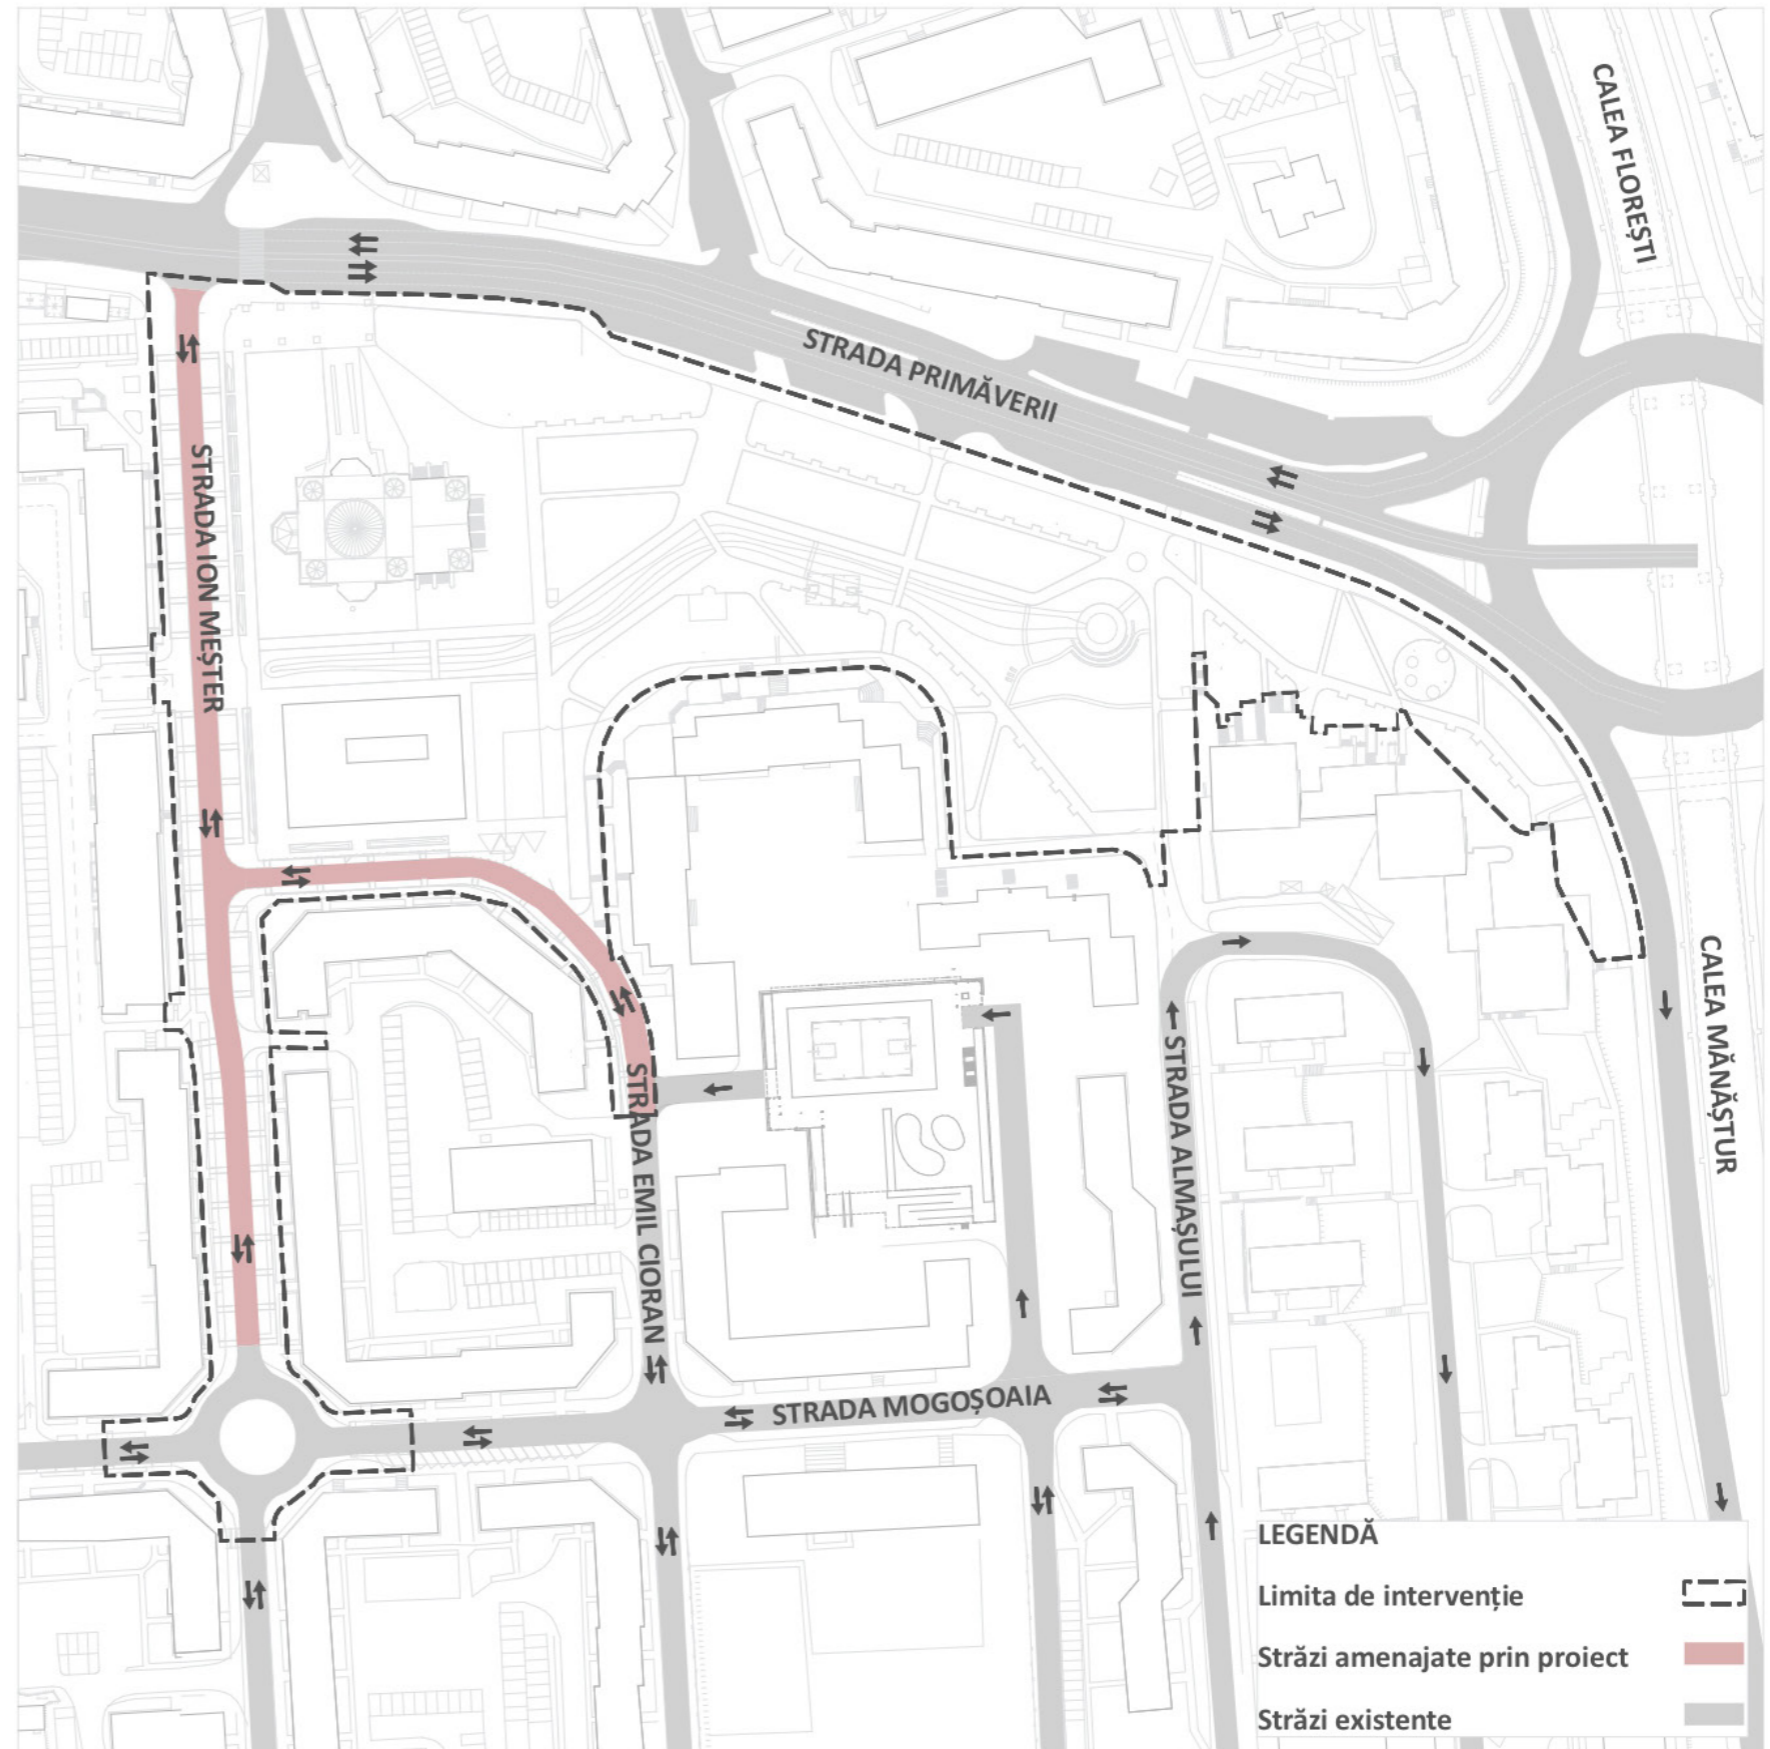 CALEA FLOREȘTI
STRADA PRIMĂVERII
STRADA ION MEȘTER
CALEA MĂNĂȘTUR
STRADA EMIL CIORAN
STRADA ALMAȘULUI
STRADA MOGOȘOAIA
LEGENDĂ
Limita de intervenție
Străzi amenajate prin proiect
Străzi existente